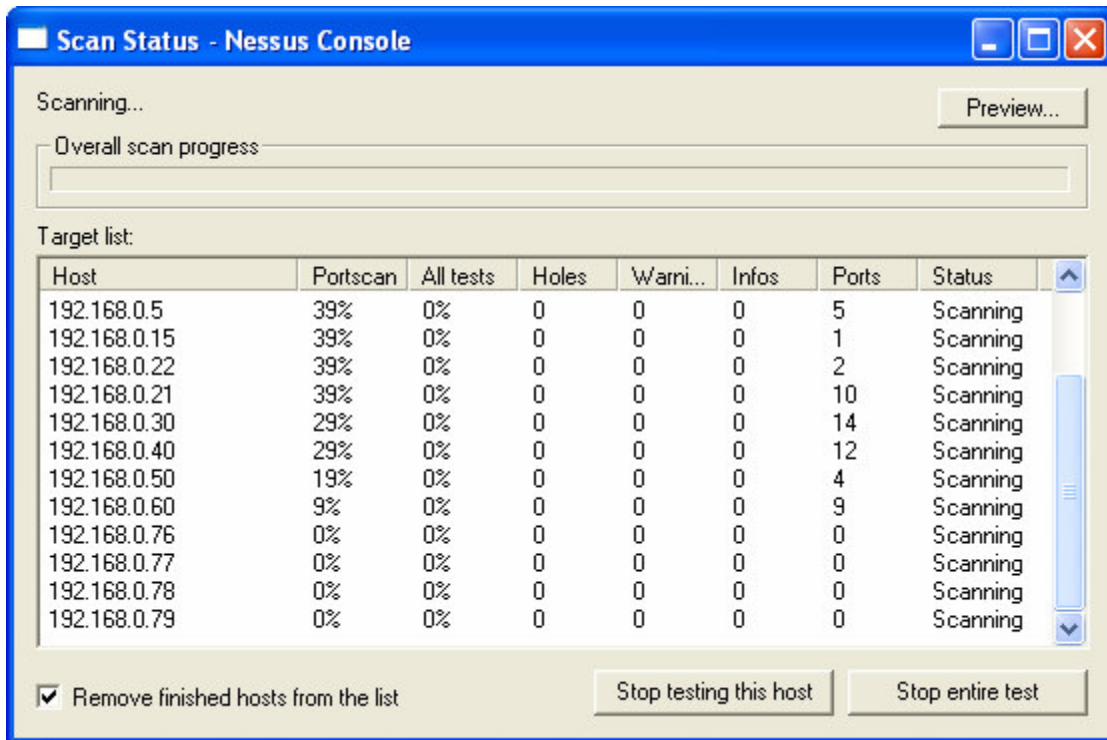 Scan Status - Nessus Console
Scanning...
Preview...
Overall scan progress
Target list:
Host Portscan All tests Holes Warni... Infos Ports Status
192.168.0.5 39% 0% 0 0 0 5 Scanning
192.168.0.15 39% 0% 0 0 0 1 Scanning
192.168.0.22 39% 0% 0 0 0 2 Scanning
192.168.0.21 39% 0% 0 0 0 10 Scanning
192.168.0.30 29% 0% 0 0 0 14 Scanning
192.168.0.40 29% 0% 0 0 0 12 Scanning
192.168.0.50 19% 0% 0 0 0 4 Scanning
192.168.0.60 9% 0% 0 0 0 9 Scanning
192.168.0.76 0% 0% 0 0 0 0 Scanning
192.168.0.77 0% 0% 0 0 0 0 Scanning
192.168.0.78 0% 0% 0 0 0 0 Scanning
192.168.0.79 0% 0% 0 0 0 0 Scanning
Remove finished hosts from the list
Stop testing this host
Stop entire test